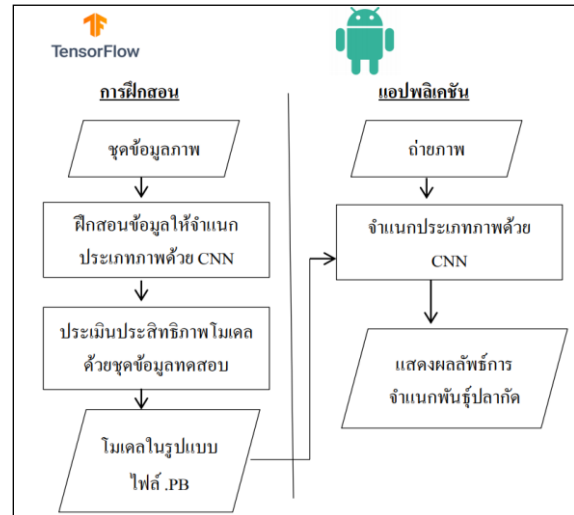 TensorFlow
การฝึกสอน
ชุดข้อมูลภาพ
ฝึกสอนข้อมูลให้จำแนก
ประเภทภาพด้วย CNN
ประเมินประสิทธิภาพโมเดล
ด้วยชุดข้อมูลทดสอบ
โมเดลในรูปแบบ
ไฟล์ .PB
แอปพลิเคชัน
ถ่ายภาพ
จำแนกประเภทภาพด้วย
CNN
แสดงผลลัพธ์การ
จำแนกพันธุ์ปลากัด